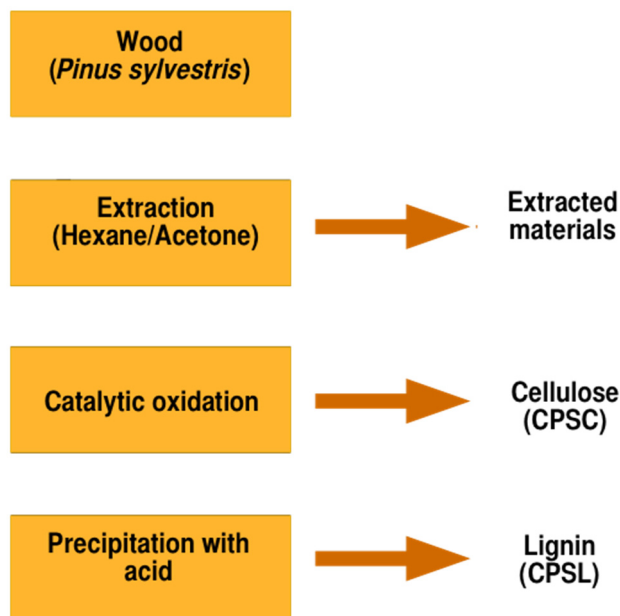 Wood
(Pinus sylvestris)
Extraction
(Hexane/Acetone)
Extracted
materials
Catalytic oxidation
Cellulose
(CPSC)
Precipitation with
acid
Lignin
(CPSL)